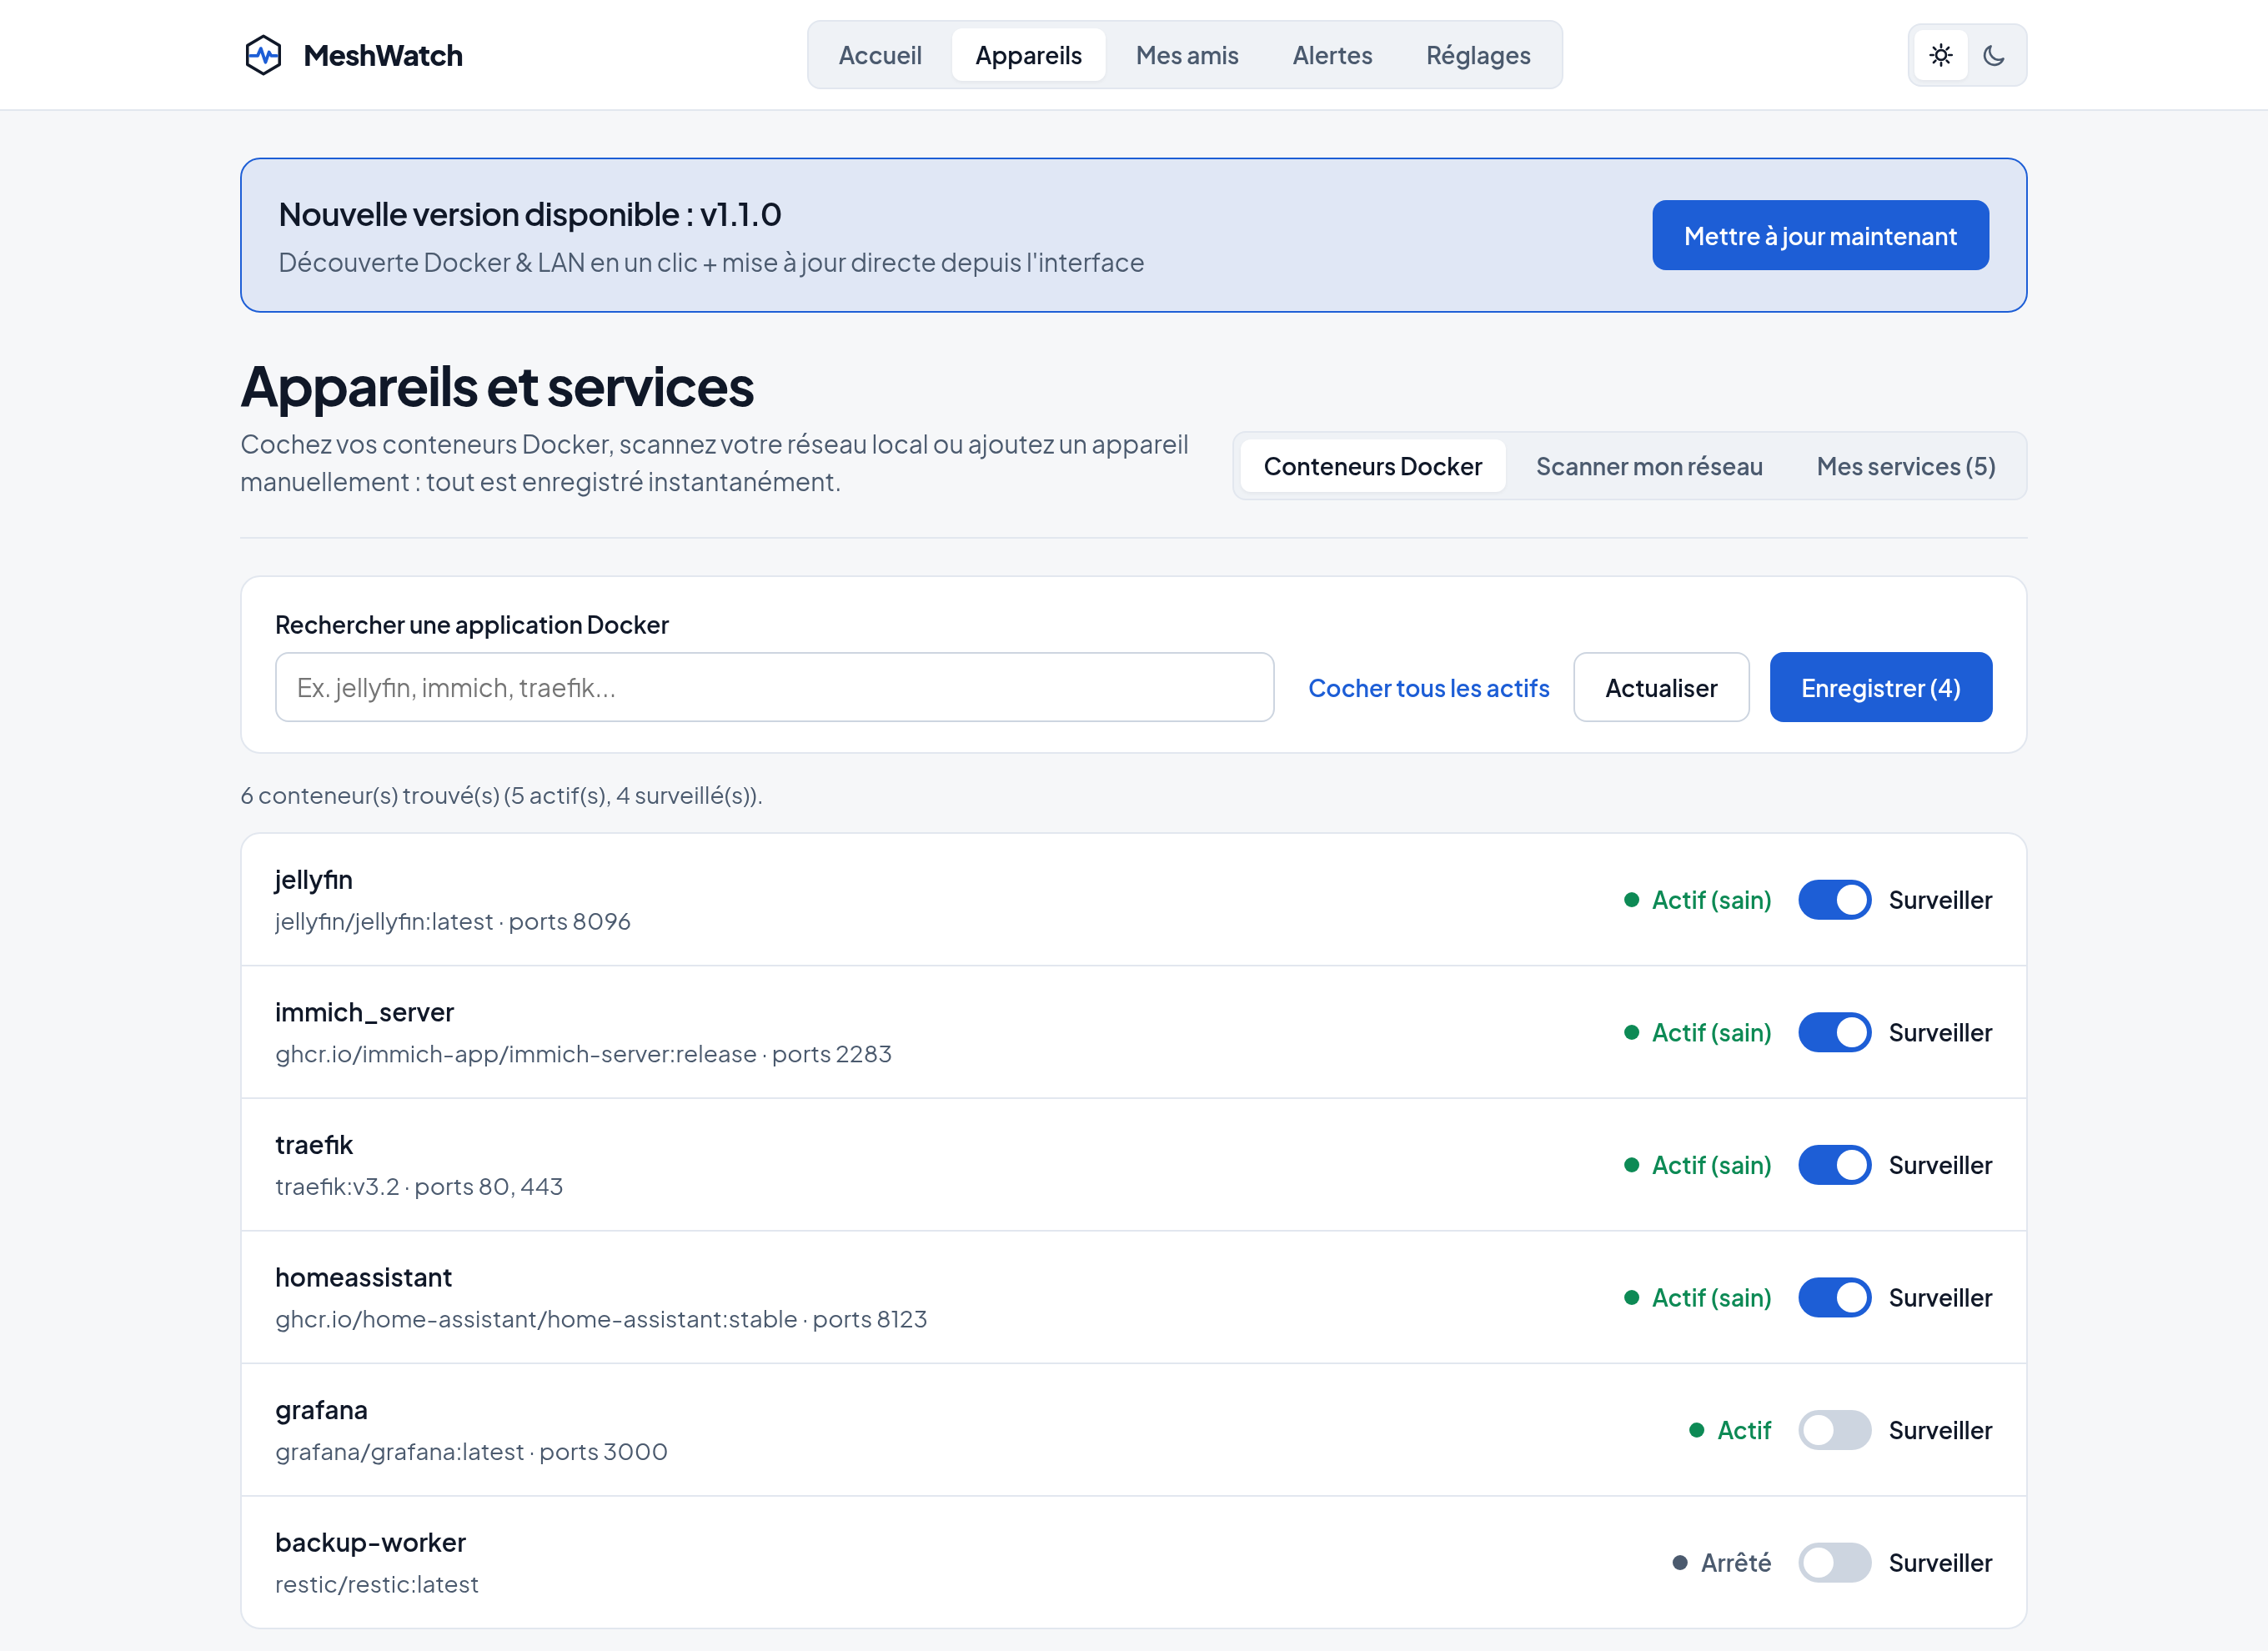 MeshWatch
Accueil
Appareils
Mes amis
Alertes
Réglages
Nouvelle version disponible : v1.1.0
Découverte Docker & LAN en un clic + mise à jour directe depuis l'interface
Mettre à jour maintenant
Appareils et services
Cochez vos conteneurs Docker, scannez votre réseau local ou ajoutez un appareil
manuellement : tout est enregistré instantanément.
Conteneurs Docker
Scanner mon réseau
Mes services (5)
Rechercher une application Docker
Ex. jellyfin, immich, traefik...
Cocher tous les actifs
Actualiser
Enregistrer (4)
6 conteneur(s) trouvé(s) (5 actif(s), 4 surveillé(s)).
jellyfin
jellyfin/jellyfin:latest · ports 8096
Actif (sain)
Surveiller
immich_server
ghcr.io/immich-app/immich-server:release · ports 2283
Actif (sain)
Surveiller
traefik
traefik:v3.2 · ports 80, 443
Actif (sain)
Surveiller
homeassistant
ghcr.io/home-assistant/home-assistant:stable · ports 8123
Actif (sain)
Surveiller
grafana
grafana/grafana:latest · ports 3000
Actif
Surveiller
backup-worker
restic/restic:latest
Arrêté
Surveiller